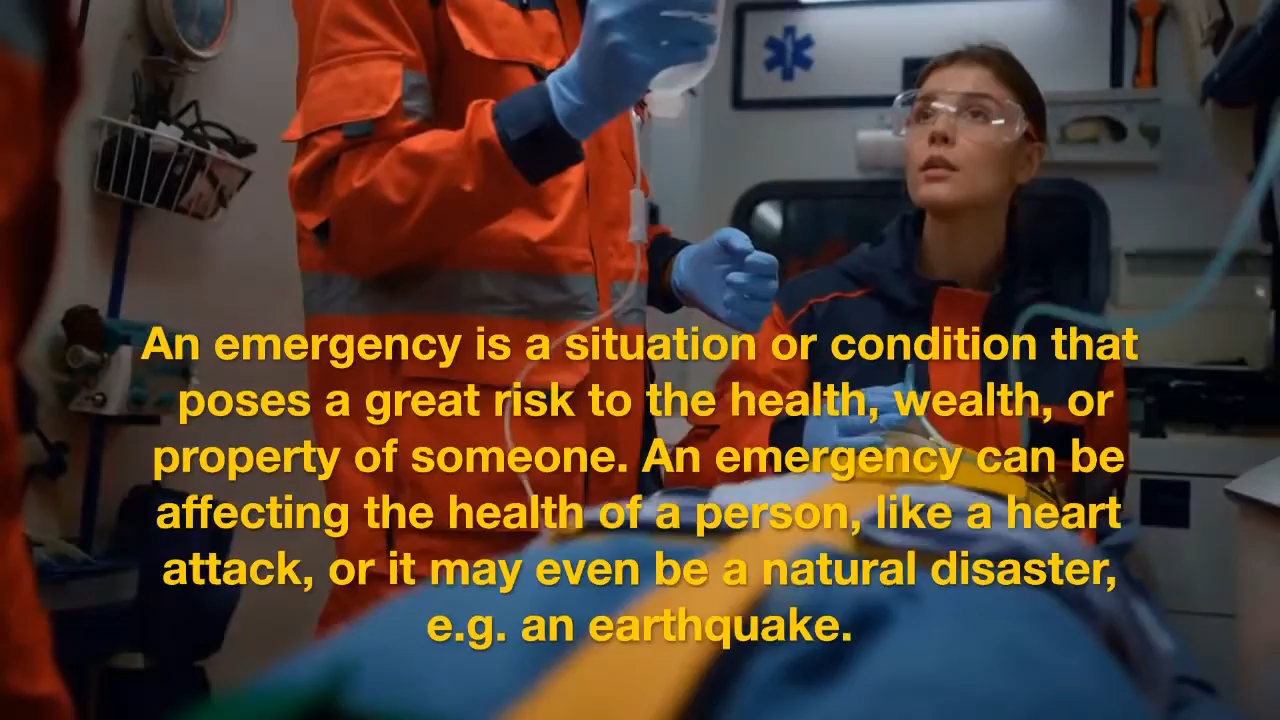 An emergency is a situation or condition that
poses a great risk to the health, wealth, or
property of someone. An emergency can be
affecting the health of a person, like a heart
attack, or it may even be a natural disaster,
e.g. an earthquake.